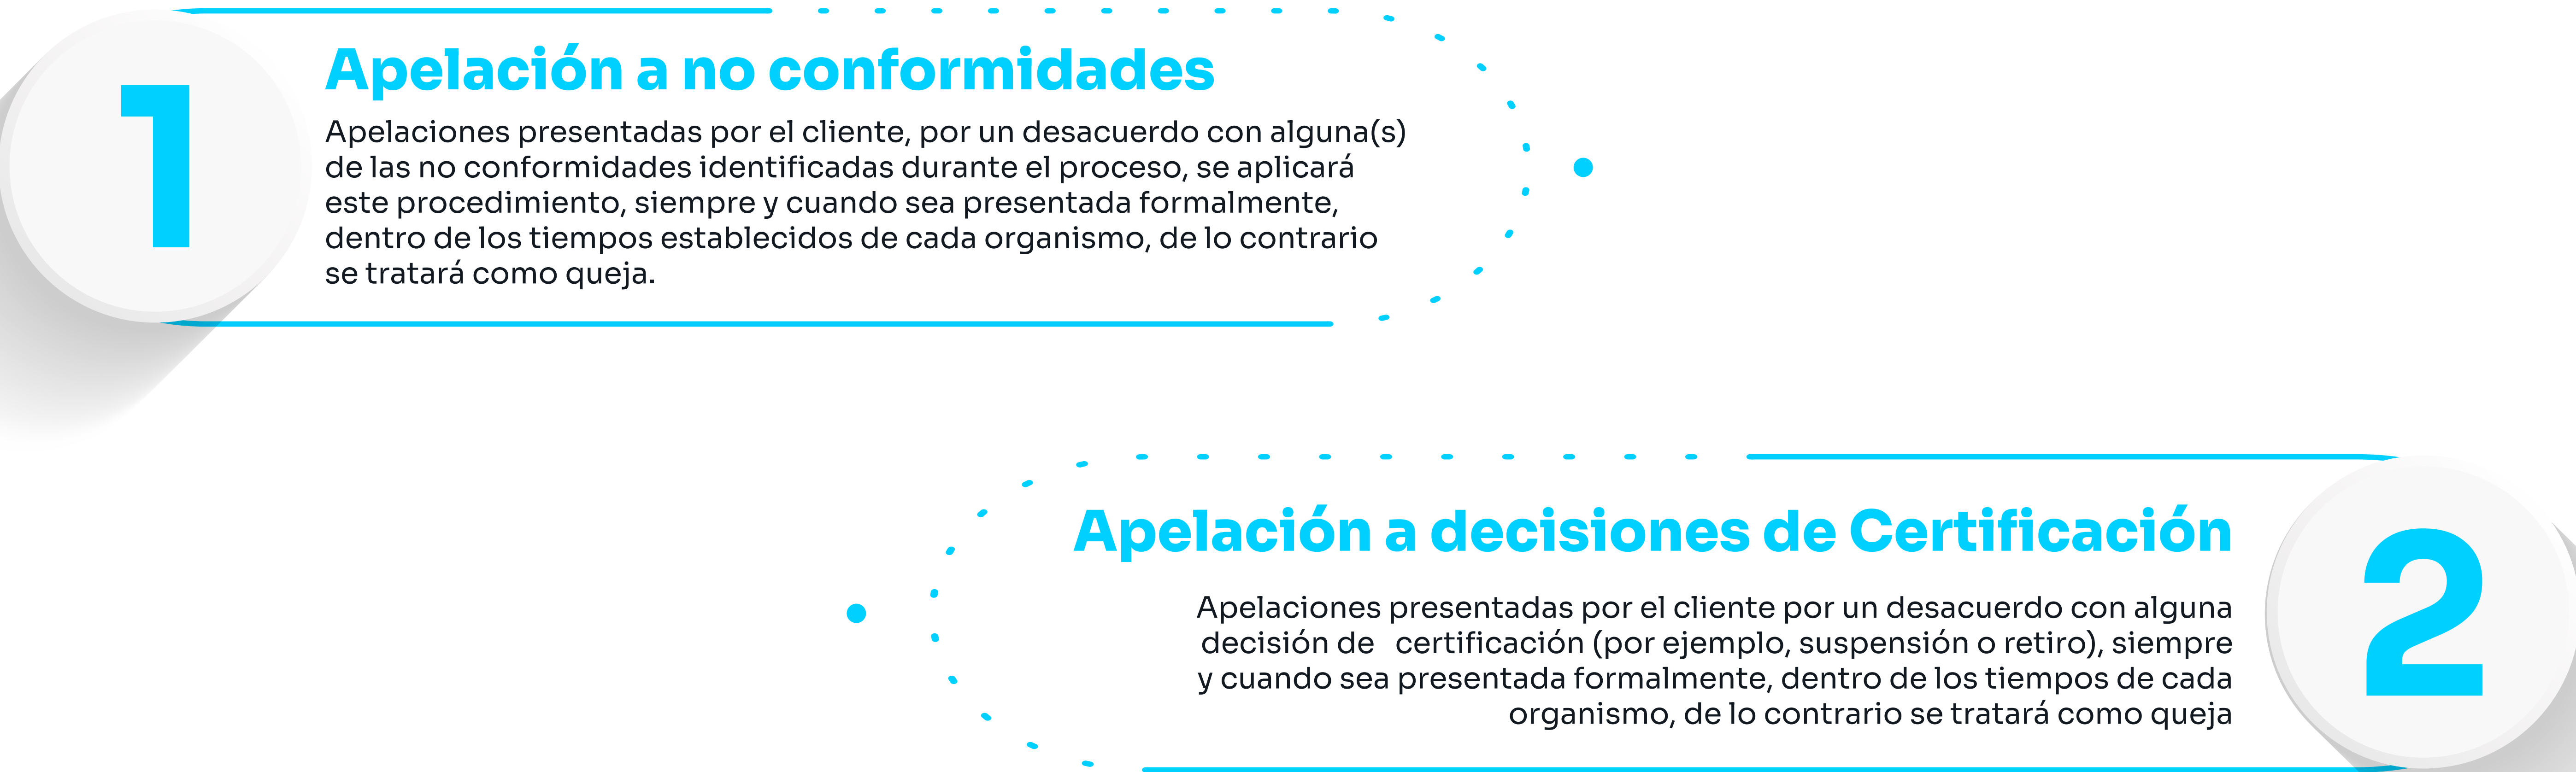 1
Apelación a no conformidades
Apelaciones presentadas por el cliente, por un desacuerdo con alguna(s)
de las no conformidades identificadas durante el proceso, se aplicará
este procedimiento, siempre y cuando sea presentada formalmente,
dentro de los tiempos establecidos de cada organismo, de lo contrario
se tratará como queja.
Apelación a decisiones de Certificación
Apelaciones presentadas por el cliente por un desacuerdo con alguna
decisión de certificación (por ejemplo, suspensión o retiro), siempre
y cuando sea presentada formalmente, dentro de los tiempos de cada
organismo, de lo contrario se tratará como queja
2